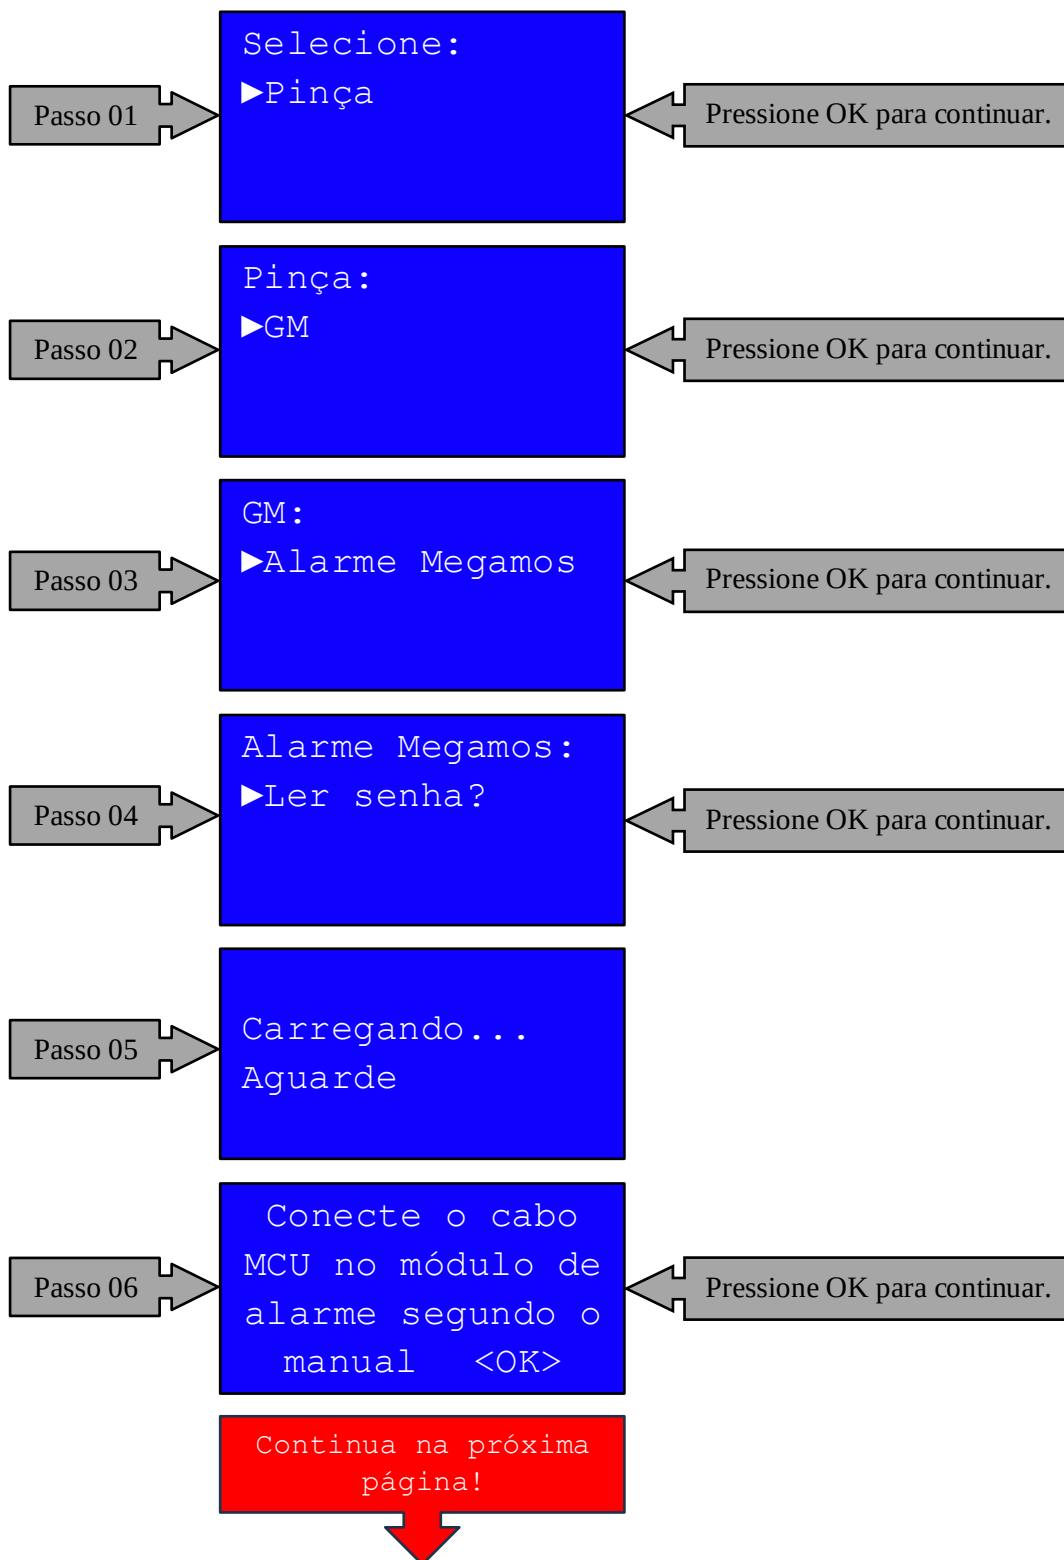 Passo 01
Selecione:
►Pinça
Pressione OK para continuar.
Passo 02
Pinça:
►GM
Pressione OK para continuar.
Passo 03
GM:
►Alarme Megamos
Pressione OK para continuar.
Passo 04
Alarme Megamos:
►Ler senha?
Pressione OK para continuar.
Passo 05
Carregando...
Aguarde
Passo 06
Conecte o cabo
MCU no módulo de
alarme segundo o
manual <OK>
Pressione OK para continuar.
Continua na próxima
página!